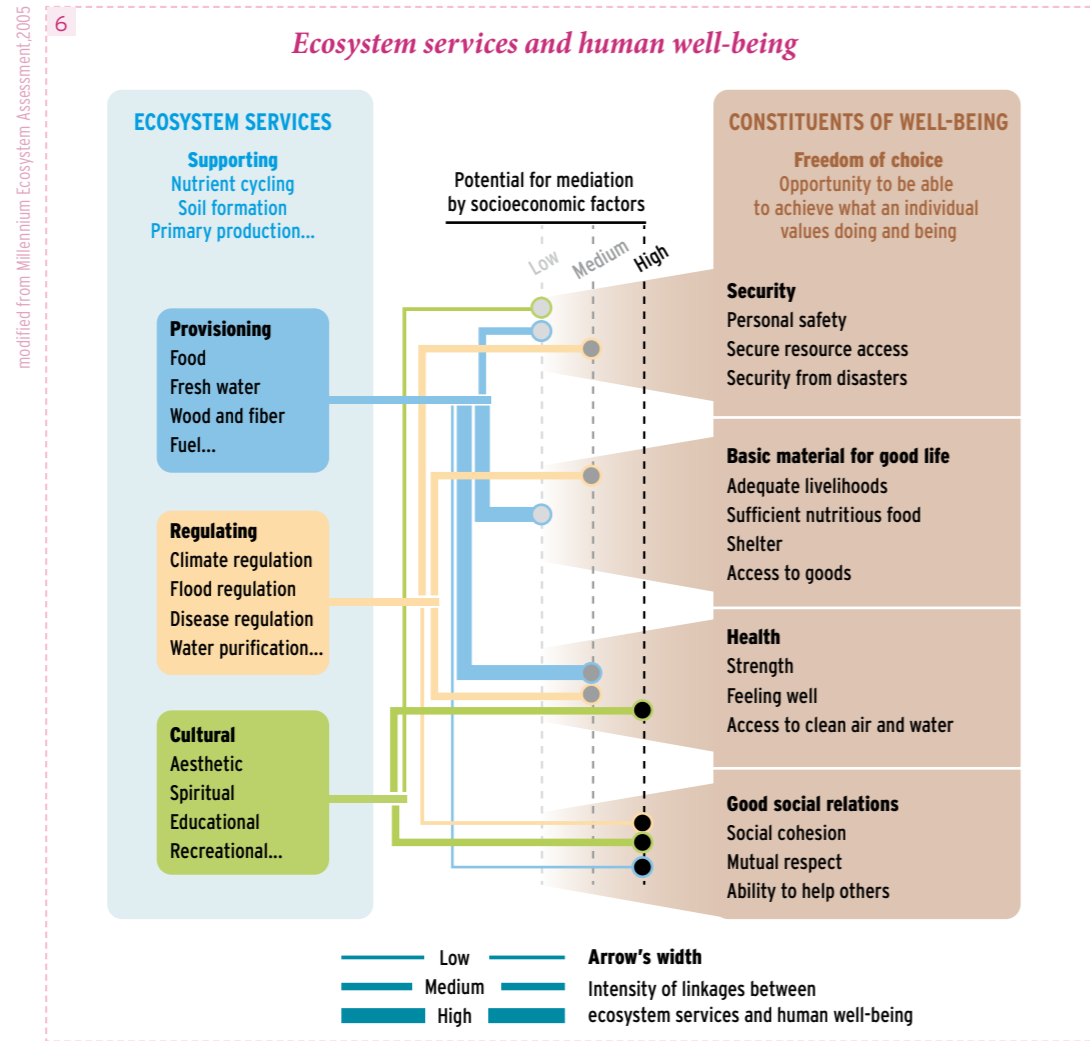 modified from Millennium Ecosystem Assessment,2005
6
Ecosystem services and human well-being
ECOSYSTEM SERVICES
Supporting
Nutrient cycling
Soil formation
Primary production...
Provisioning
Food
Fresh water
Wood and fiber
Fuel...
Regulating
Climate regulation
Flood regulation
Disease regulation
Water purification...
Cultural
Aesthetic
Spiritual
Educational
Recreational...
Potential for mediation
by socioeconomic factors
Low
Medium
High
CONSTITUENTS OF WELL-BEING
Freedom of choice
Opportunity to be able
to achieve what an individual
values doing and being
Security
Personal safety
Secure resource access
Security from disasters
Basic material for good life
Adequate livelihoods
Sufficient nutritious food
Shelter
Access to goods
Health
Strength
Feeling well
Access to clean air and water
Good social relations
Social cohesion
Mutual respect
Ability to help others
Low
Medium
High
Arrow's width
Intensity of linkages between
ecosystem services and human well-being